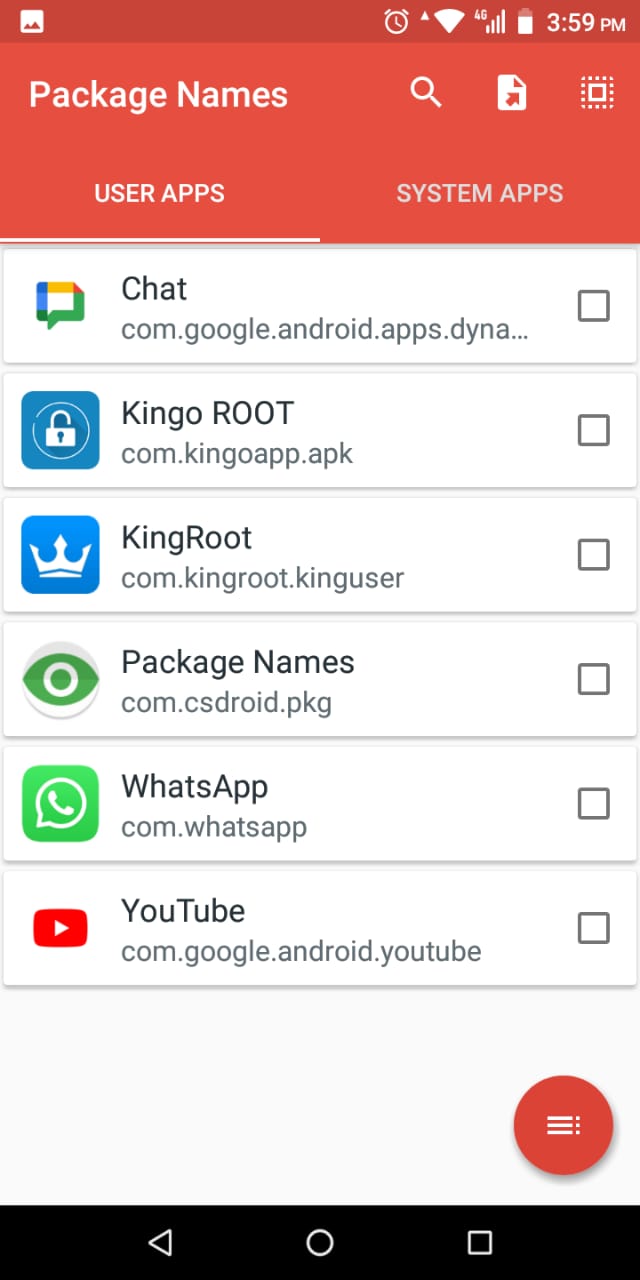 4G 3:59 PM
Package Names
USER APPS SYSTEM APPS
Chat
com.google.android.apps.dyna...
Kingo ROOT
com.kingoapp.apk
KingRoot
com.kingroot.kinguser
Package Names
com.csdroid.pkg
WhatsApp
com.whatsapp
YouTube
com.google.android.youtube